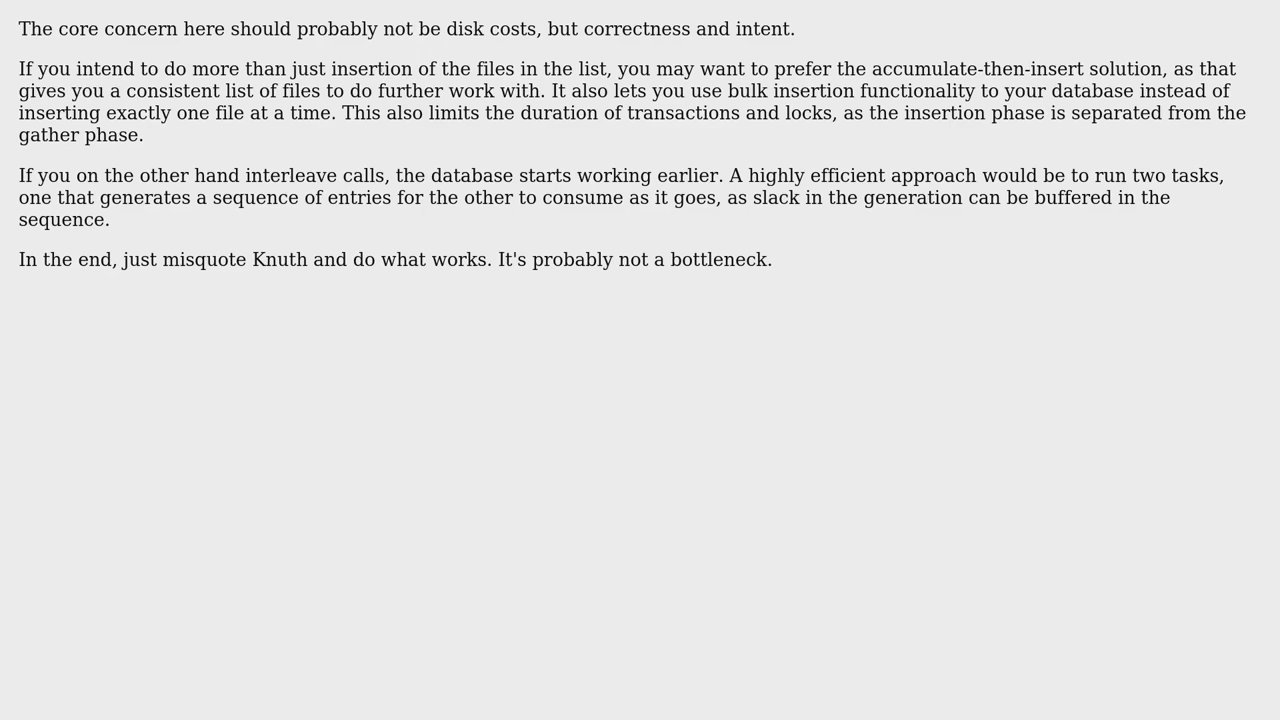 The core concern here should probably not be disk costs, but correctness and intent.
If you intend to do more than just insertion of the files in the list, you may want to prefer the accumulate-then-insert solution, as that
gives you a consistent list of files to do further work with. It also lets you use bulk insertion functionality to your database instead of
inserting exactly one file at a time. This also limits the duration of transactions and locks, as the insertion phase is separated from the
gather phase.
If you on the other hand interleave calls, the database starts working earlier. A highly efficient approach would be to run two tasks,
one that generates a sequence of entries for the other to consume as it goes, as slack in the generation can be buffered in the
sequence.
In the end, just misquote Knuth and do what works. It's probably not a bottleneck.